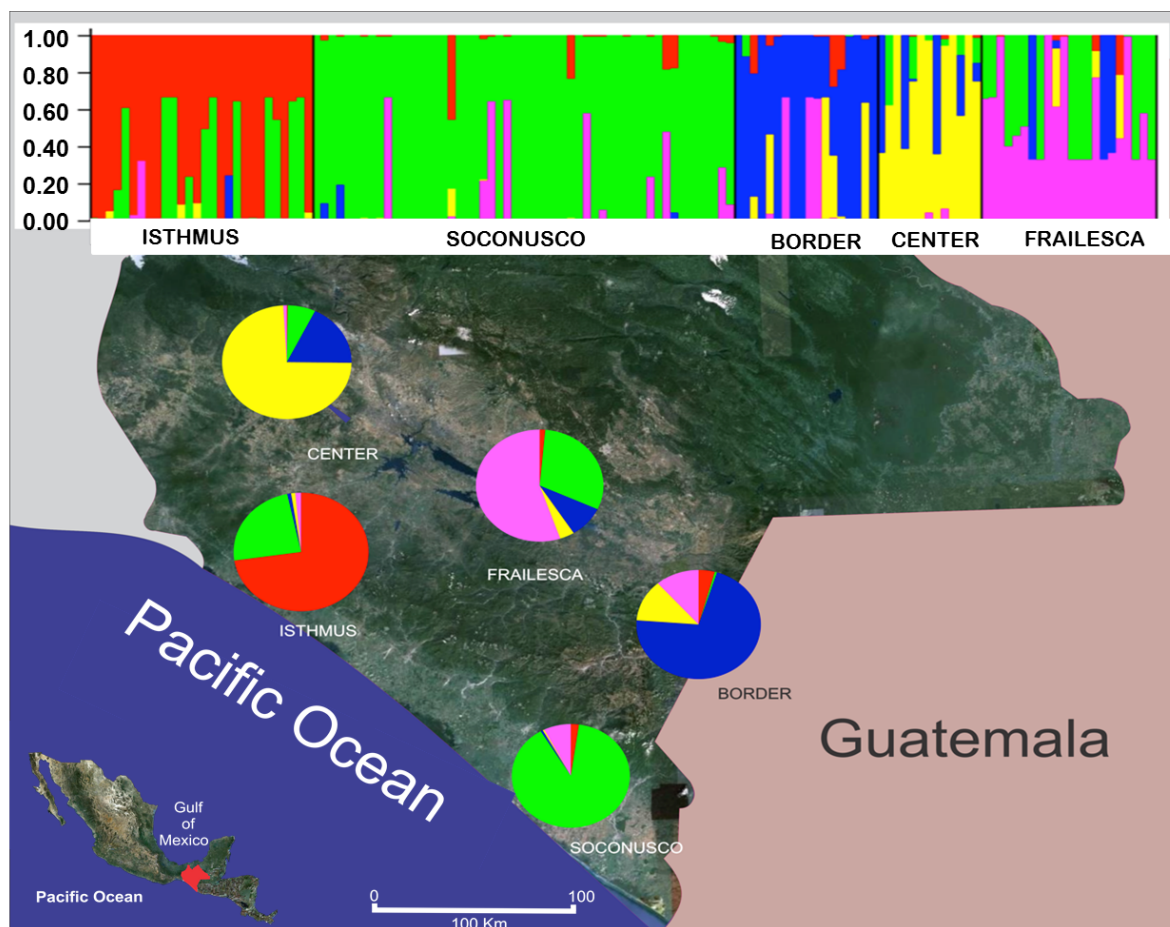 1.00
0.80
0.60
0.40
0.20
0.00
ISTHMUS
SOCONUSCO
BORDER
CENTER
FRAILESCA
CENTER
FRAILESCA
ISTHMUS
BORDER
SOCONUSCO
Pacific Ocean
Guatemala
Gulf
of
Mexico
Pacific Ocean
0
100
100 Km